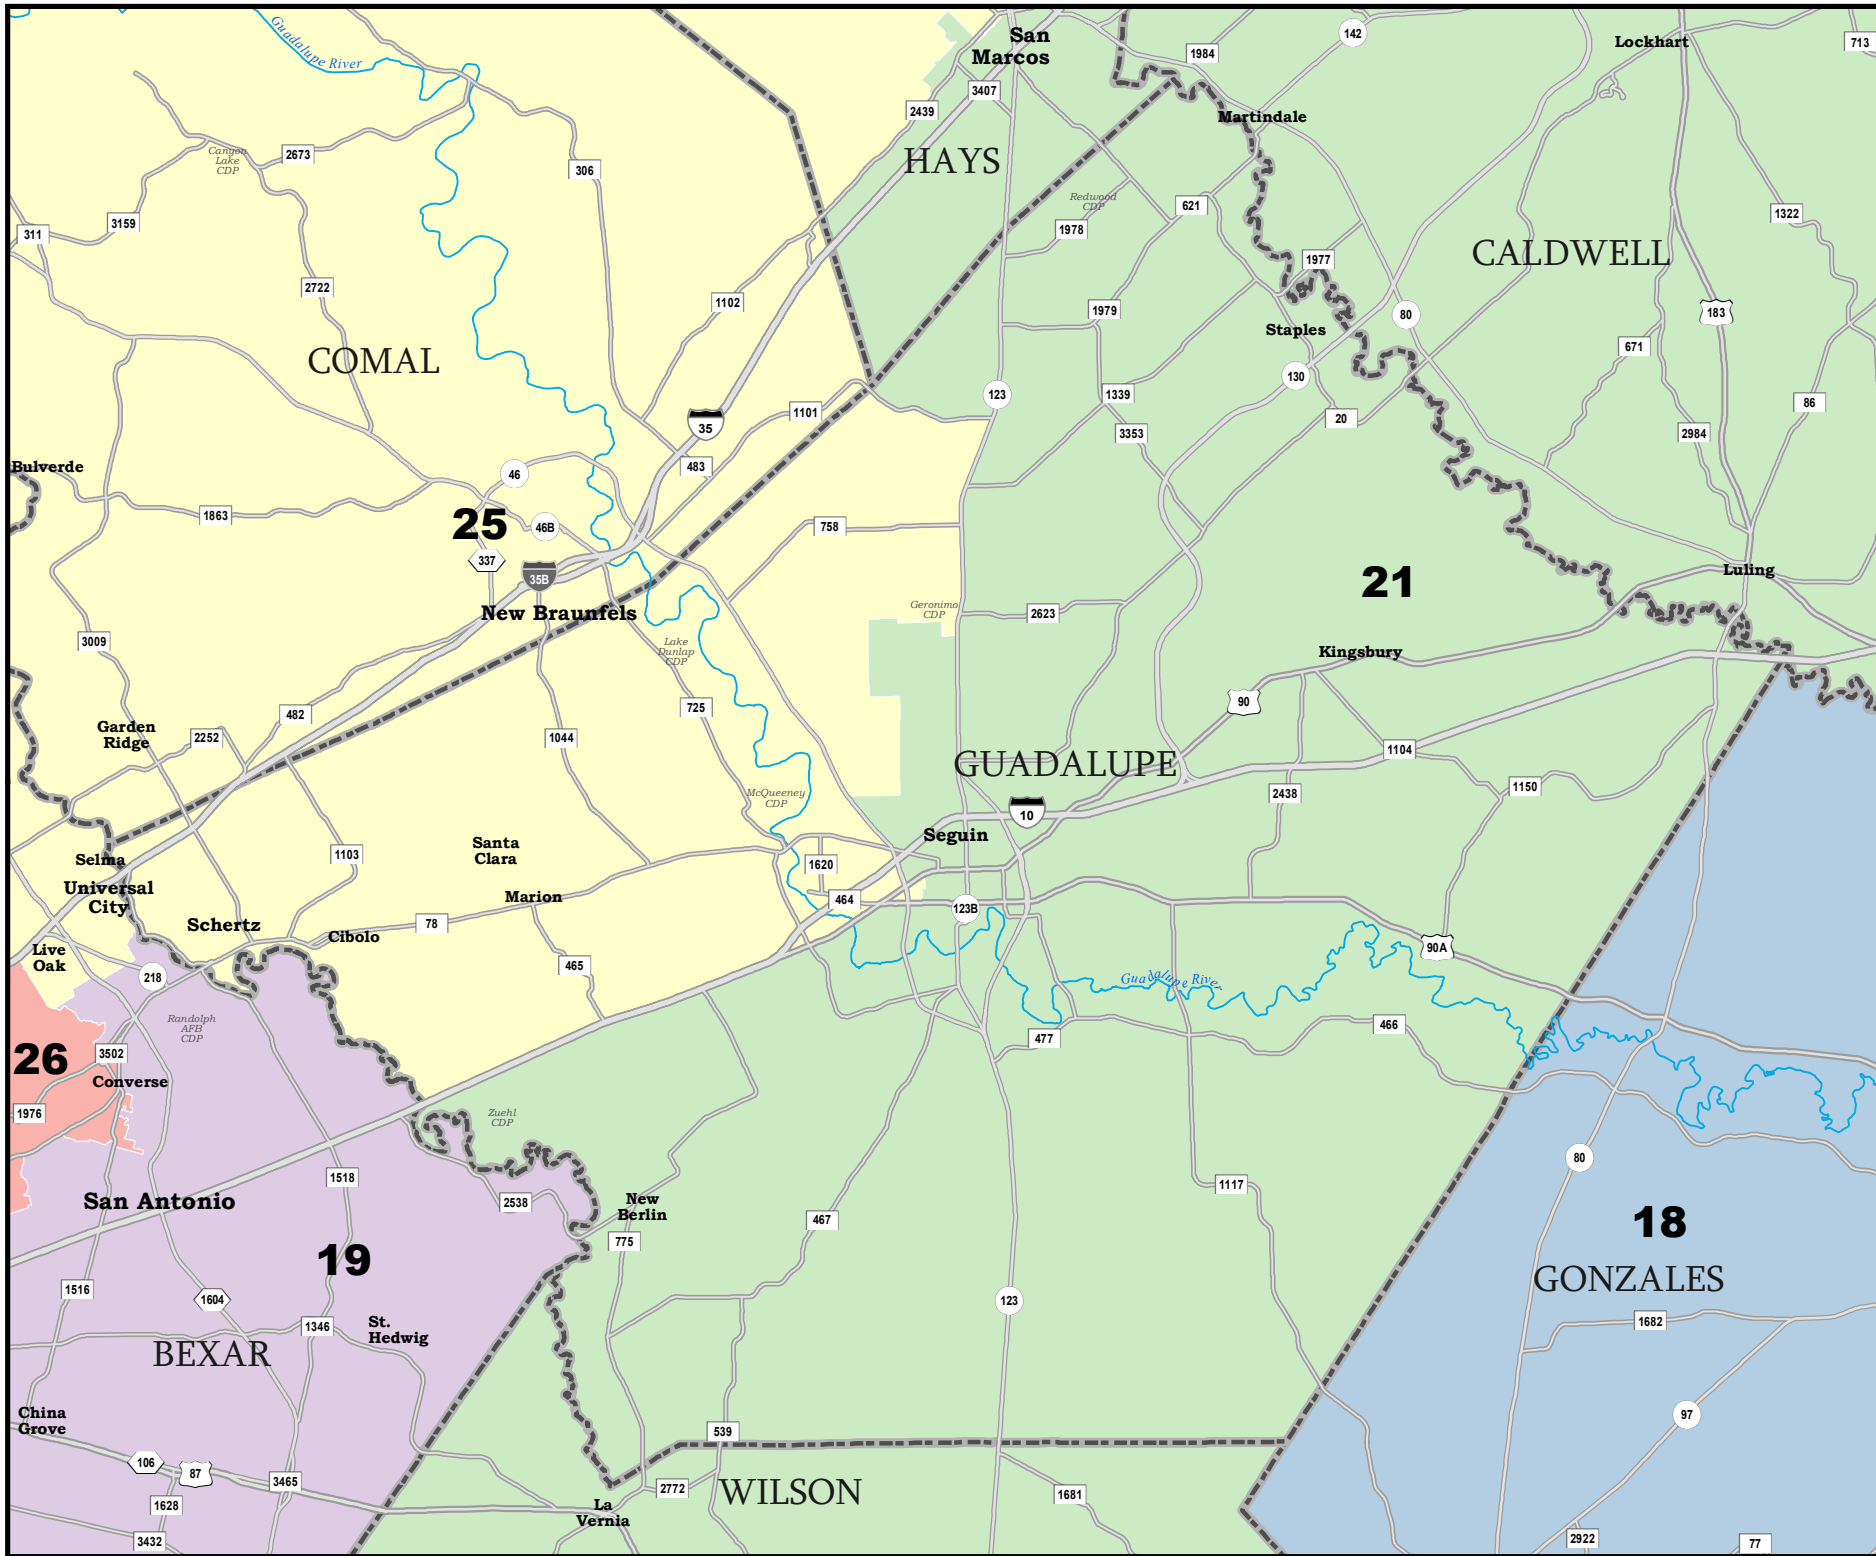 Guadalupe River
San
Marcos
1984
142
Lockhart
713
3407
2439
Martindale
HAYS
Canyon
Lake
CDP
2673
306
3159
311
Redwood
CDP
621
1978
1322
1977
CALDWELL
2722
1102
1979
80
183
Staples
COMAL
671
130
123
1339
86
35
1101
20
3353
2984
Bulverde
46
483
1863
25
46B
758
337
35B
21
Luling
New Braunfels
Geronimo
CDP
2623
3009
Lake
Dunlap
CDP
Kingsbury
90
725
482
Garden
Ridge
2252
1044
1104
GUADALUPE
McQueeney
CDP
2438
1150
10
Seguin
Selma
1103
Santa
Clara
1620
Universal
City
Marion
464
123B
Schertz
78
Cibolo
90A
Live
Oak
218
465
Guadalupe River
Randolph
AFB
CDP
466
477
26
3502
Converse
1976
Zuehl
CDP
80
1518
1117
San Antonio
2538
New
Berlin
467
18
775
19
GONZALES
1516
1604
123
1346
St.
Hedwig
1682
BEXAR
China
Grove
97
539
106
87
3465
2772
WILSON
1681
1628
La
Vernia
3432
2922
77